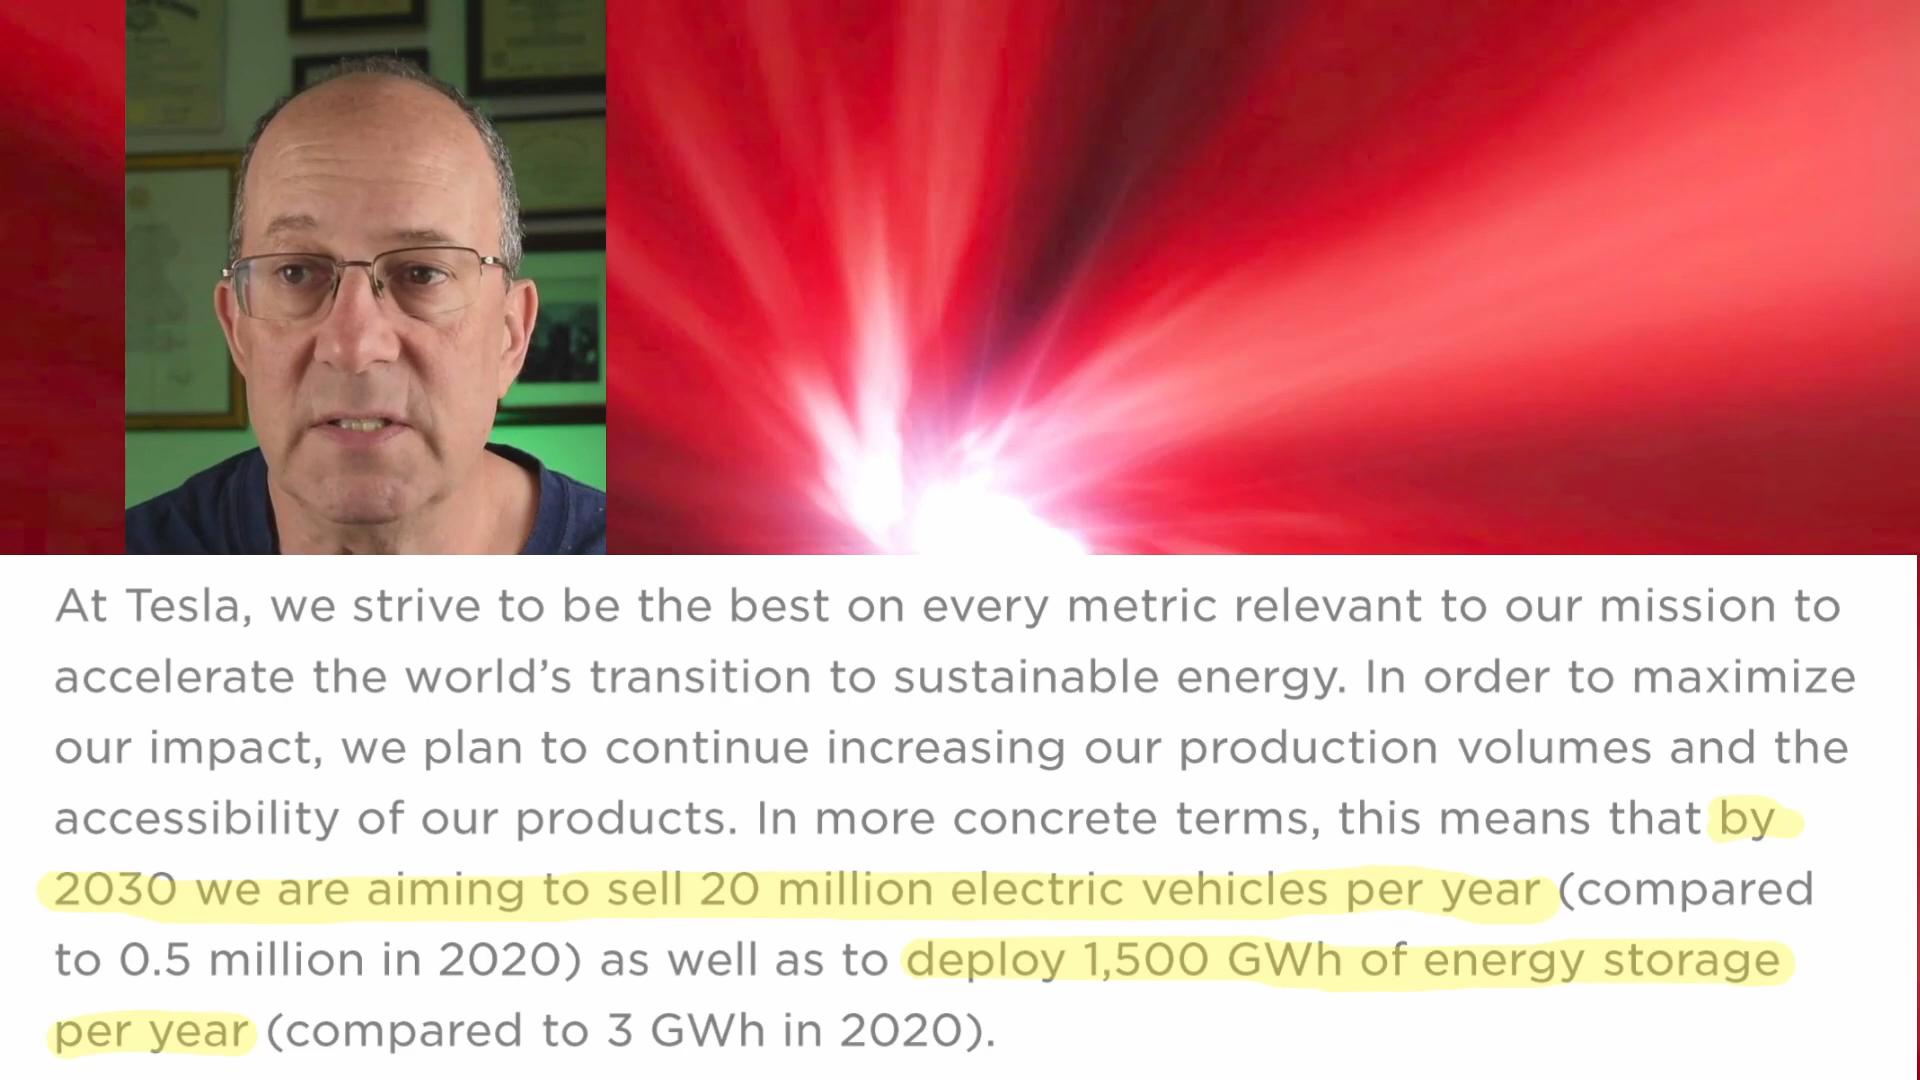 At Tesla, we strive to be the best on every metric relevant to our mission to
accelerate the world’s transition to sustainable energy. In order to maximize
our impact, we plan to continue increasing our production volumes and the
accessibility of our products. In more concrete terms, this means that by
2030 we are aiming to sell 20 million electric vehicles per year (compared
to 0.5 million in 2020) as well as to deploy 1,500 GWh of energy storage
per year (compared to 3 GWh in 2020).